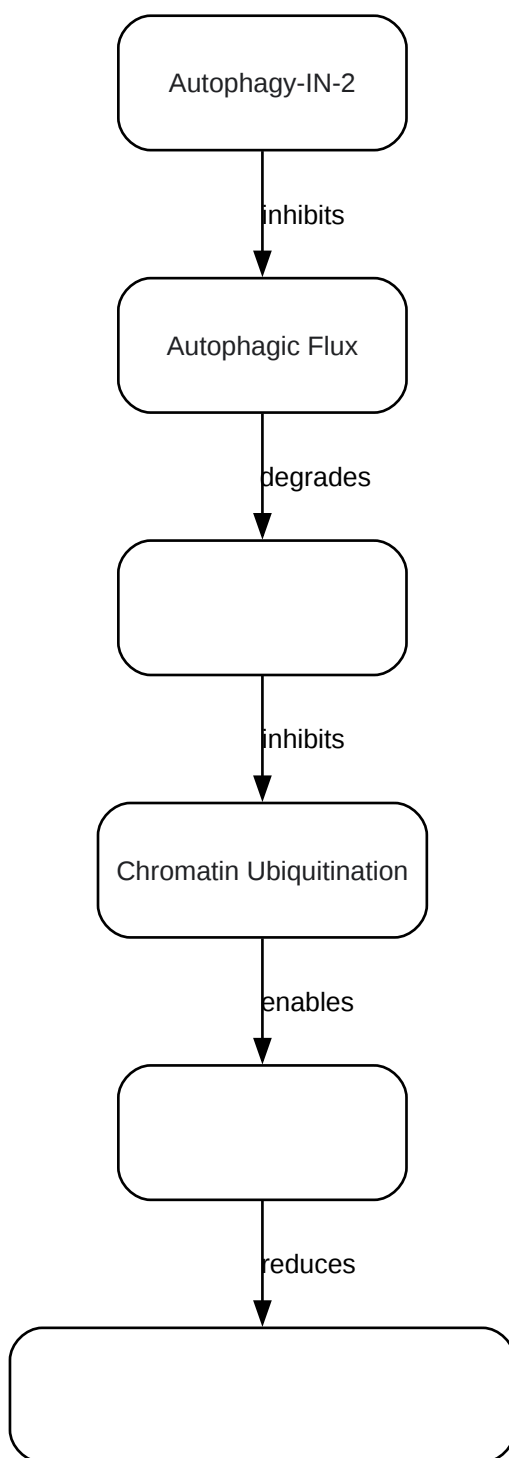 Autophagy-IN-2
inhibits
Autophagic Flux
degrades
inhibits
Chromatin Ubiquitination
enables
reduces